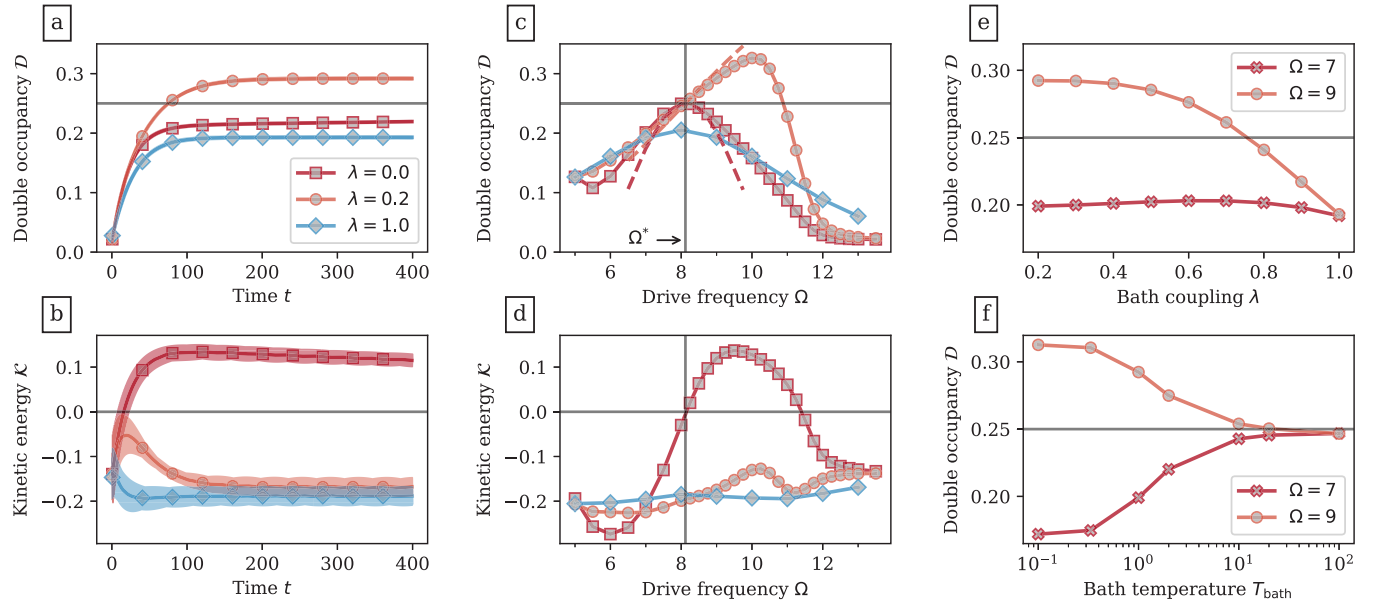 a
Double occupancy 𝒟
0.3
0.2
0.1
0.0
0
100
200
300
400
Time t
λ = 0.0
λ = 0.2
λ = 1.0
c
Double occupancy 𝒟
0.3
0.2
0.1
0.0
6
8
10
12
Drive frequency Ω
Ω* →
e
Double occupancy 𝒟
0.30
0.25
0.20
0.2
0.4
0.6
0.8
1.0
Bath coupling λ
Ω = 7
Ω = 9
b
Kinetic energy 𝒦
0.1
0.0
−0.1
−0.2
0
100
200
300
400
Time t
d
Kinetic energy 𝒦
0.1
0.0
−0.1
−0.2
6
8
10
12
Drive frequency Ω
f
Double occupancy 𝒟
0.30
0.25
0.20
10⁻¹
10⁰
10¹
10²
Bath temperature T_bath
Ω = 7
Ω = 9